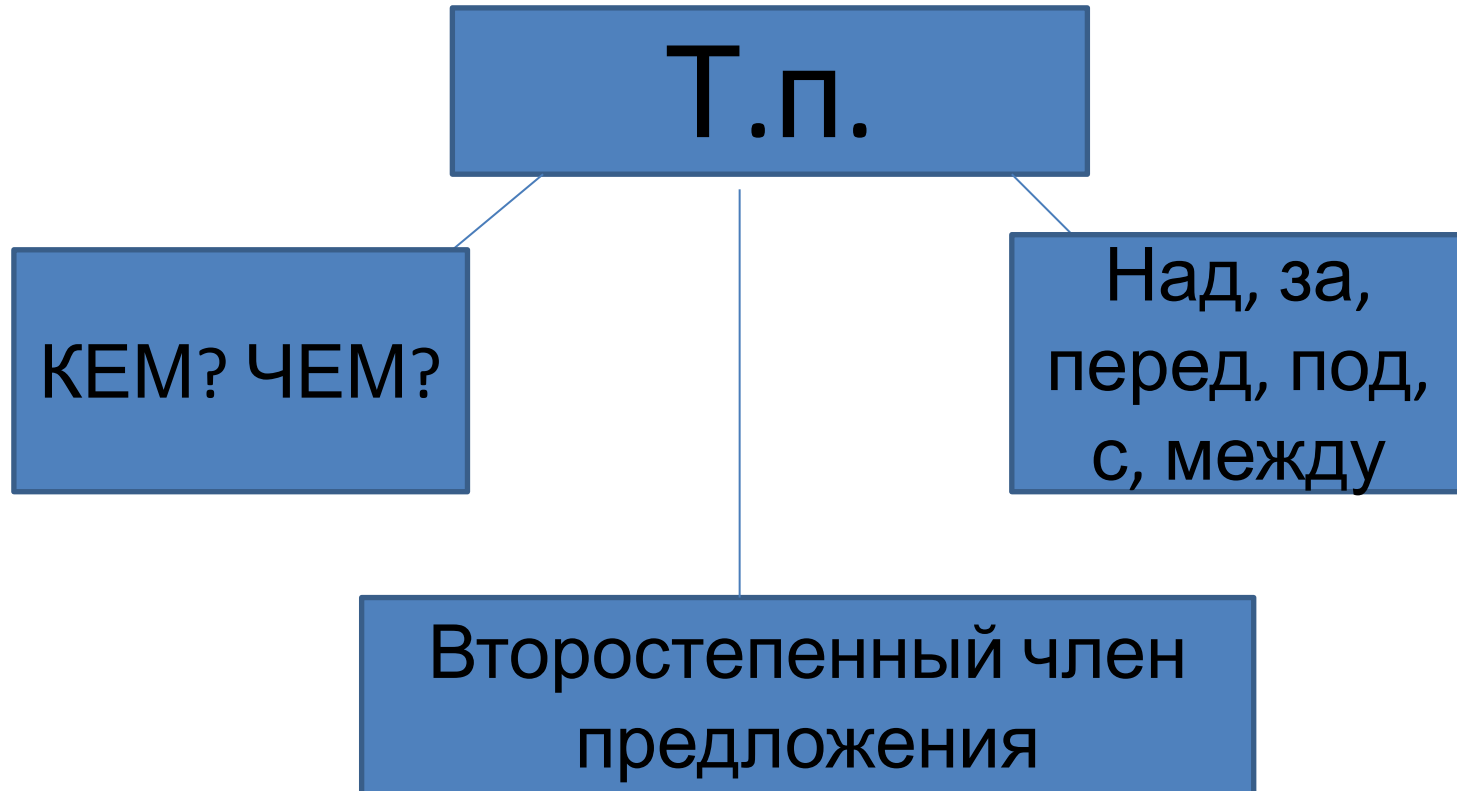 Т.п.
КЕМ? ЧЕМ?
Над, за,
перед, под,
с, между
Второстепенный член
предложения